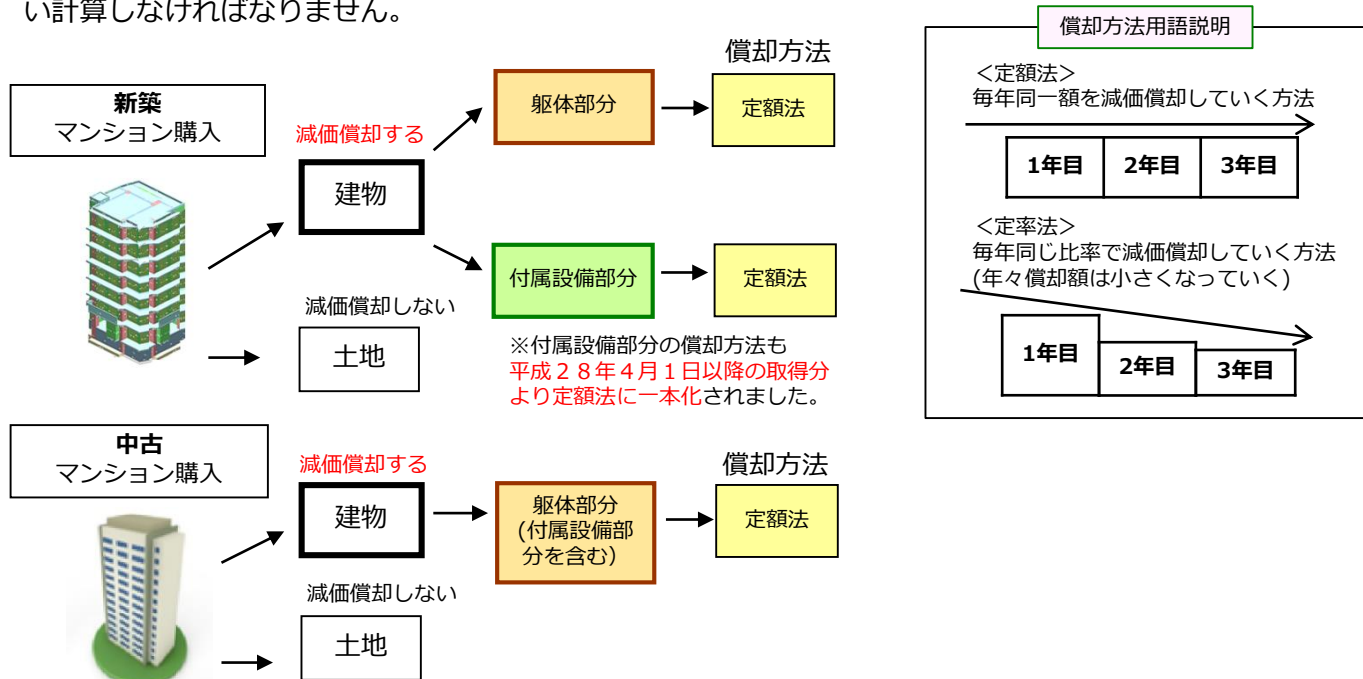 い計算しなければなりません。
償却方法
新築
マンション購入
減価償却する
建物
躯体部分
定額法
付属設備部分
定額法
減価償却しない
土地
※付属設備部分の償却方法も
平成２８年４月１日以降の取得分
より定額法に一本化されました。
中古
マンション購入
減価償却する
建物
償却方法
躯体部分
(付属設備部
分を含む）
定額法
減価償却しない
土地
償却方法用語説明
＜定額法＞
毎年同一額を減価償却していく方法
1年目 2年目 3年目
＜定率法＞
毎年同じ比率で減価償却していく方法
(年々償却額は小さくなっていく)
1年目 2年目 3年目